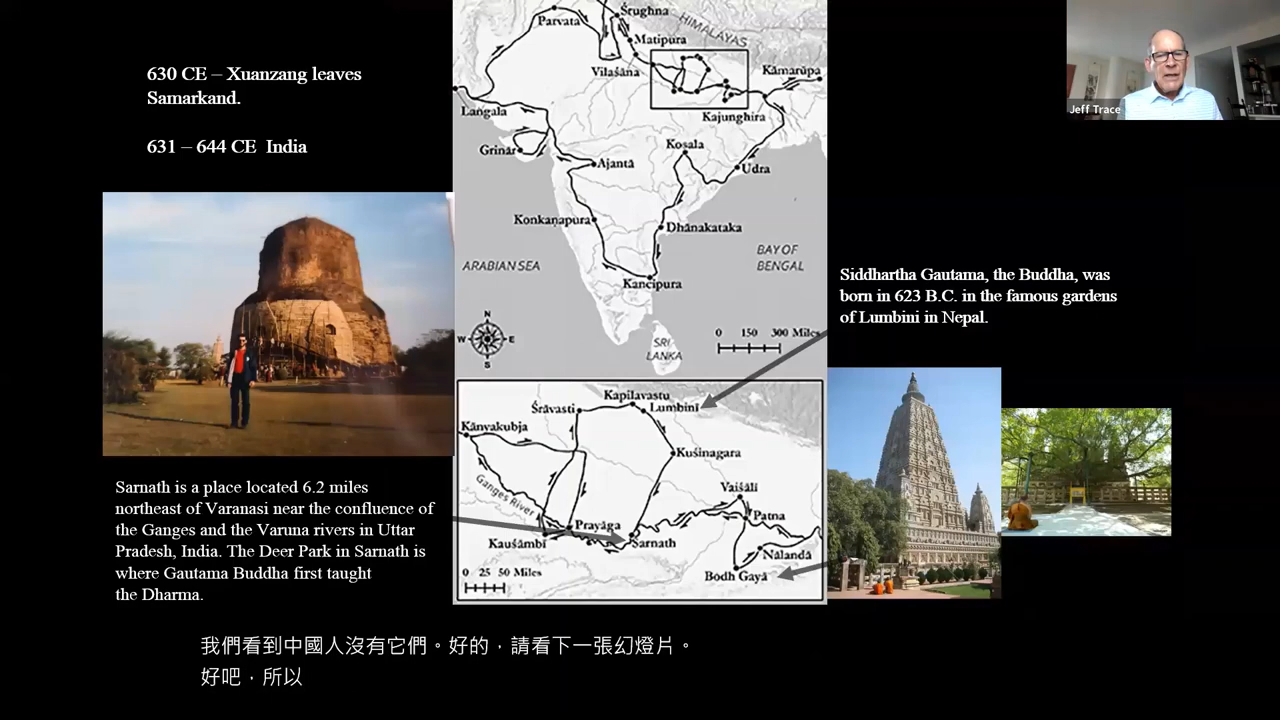 630 CE – Xuanzang leaves
Samarkand.
631 – 644 CE India
Sarnath is a place located 6.2 miles
northeast of Varanasi near the confluence of
the Ganges and the Varuna rivers in Uttar
Pradesh, India. The Deer Park in Sarnath is
where Gautama Buddha first taught
the Dharma.
Parvata
Śrughna
HIMALAYAS
Matipura
Vilaśāna
Kāmarūpa
Langala
Kajunghira
Grinār
Ajantā
Kosala
Udra
Konkaṇapura
Dhānakataka
ARABIAN SEA
BAY OF
BENGAL
Kancipura
N
W
E
S
SRI
LANKA
0 150 300 Miles
Kapilavastu
Śrāvasti
Lumbinī
Kānyakubja
Kuśinagara
Ganges River
Vaiśālī
Patna
Prayāga
Kauśāmbī
Sarnath
Nālandā
Bodh Gayā
0 25 50 Miles
Jeff Trace
Siddhartha Gautama, the Buddha, was
born in 623 B.C. in the famous gardens
of Lumbini in Nepal.
我們看到中國人沒有它們。好的，請看下一張幻燈片。
好吧，所以